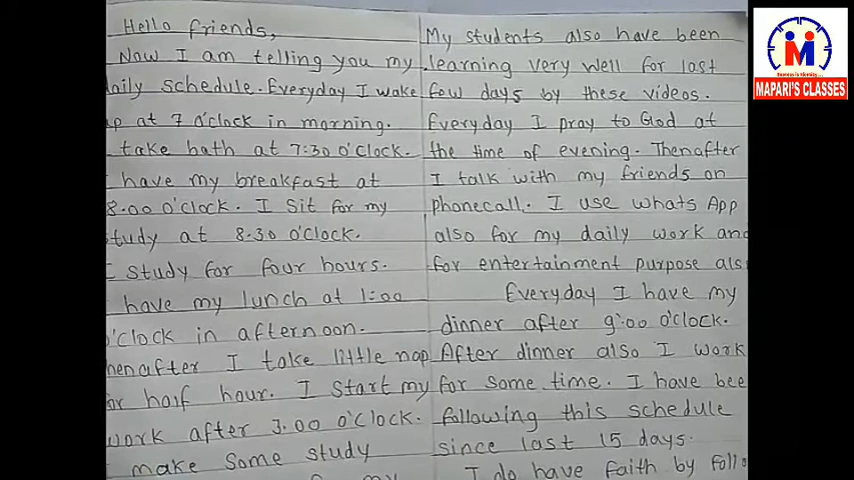 Hello friends,
Now I am telling you my
daily schedule. Everyday I wake
up at 7 o'clock in morning.
take bath at 7:30 o'clock.
have my breakfast at
8.00 o'clock. I sit for my
study at 8.30 o'clock.
I study for four hours.
have my lunch at 1:00
o'clock in afternoon.
henafter I take little nap
for half hour. I start my
work after 3.00 o'clock.
make some study
my
My students also have been
learning very well for last
few days by these videos.
Everyday I pray to God at
the time of evening. Thenafter
I talk with my friends on
phonecall. I use whats App
also for my daily work and
for entertainment purpose als
Everyday I have my
dinner after 9:00 o'clock.
After dinner also I work
for some time. I have bee
following this schedule
since last 15 days.
I do have faith by follo
MAPARI'S CLASSES